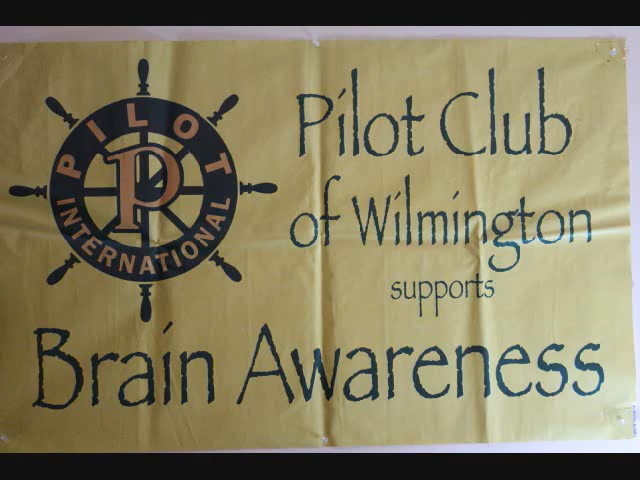 PILOT
P
INTERNATIONAL
Pilot Club
of Wilmington
supports
Brain Awareness